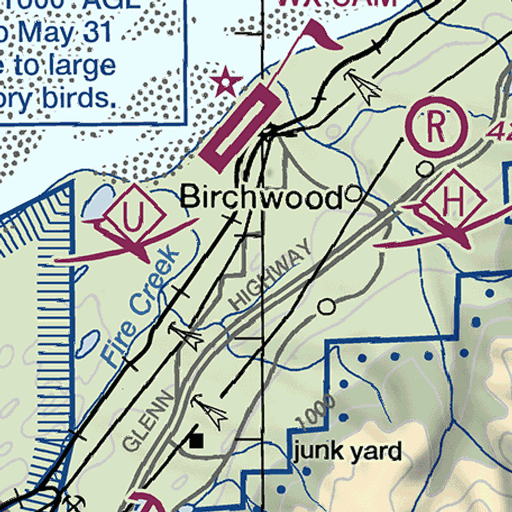 1000' AGL
o May 31
e to large
ory birds.
WX CAM
R
42
Birchwood
H
U
HIGHWAY
Fire Creek
GLENN
1000
junk yard